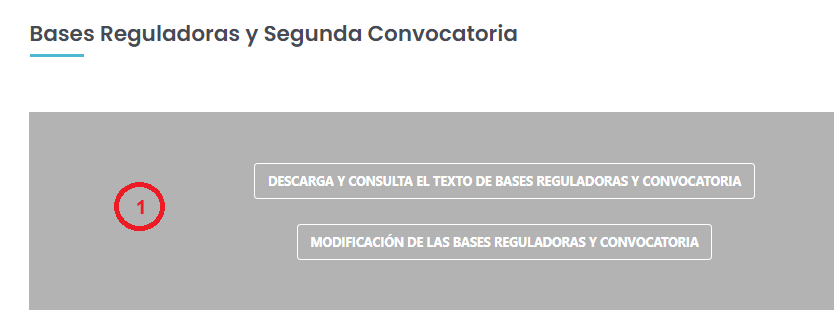 Bases Reguladoras y Segunda Convocatoria
DESCARGA Y CONSULTA EL TEXTO DE BASES REGULADORAS Y CONVOCATORIA
1
MODIFICACIÓN DE LAS BASES REGULADORAS Y CONVOCATORIA